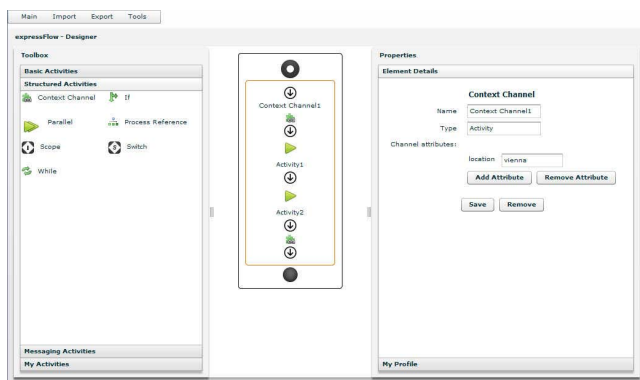 Main Import Export Tools
expressFlow - Designer
Toolbox
Basic Activities
Structured Activities
Context Channel If
Parallel Process Reference
Scope Switch
While
Messaging Activities
My Activities
Context Channel1
Activity1
Activity2
Properties
Element Details
Context Channel
Name Context Channel1
Type Activity
Channel attributes:
location vienna
Add Attribute Remove Attribute
Save Remove
My Profile